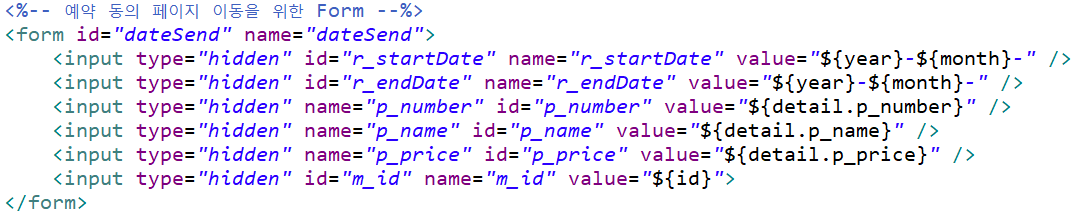 <%-- 예약 동의 페이지 이동을 위한 Form --%>
<form id="dateSend" name="dateSend">
    <input type="hidden" id="r_startDate" name="r_startDate" value="${year}-${month}-" />
    <input type="hidden" id="r_endDate" name="r_endDate" value="${year}-${month}-" />
    <input type="hidden" name="p_number" id="p_number" value="${detail.p_number}" />
    <input type="hidden" name="p_name" id="p_name" value="${detail.p_name}" />
    <input type="hidden" name="p_price" id="p_price" value="${detail.p_price}" />
    <input type="hidden" id="m_id" name="m_id" value="${id}">
</form>